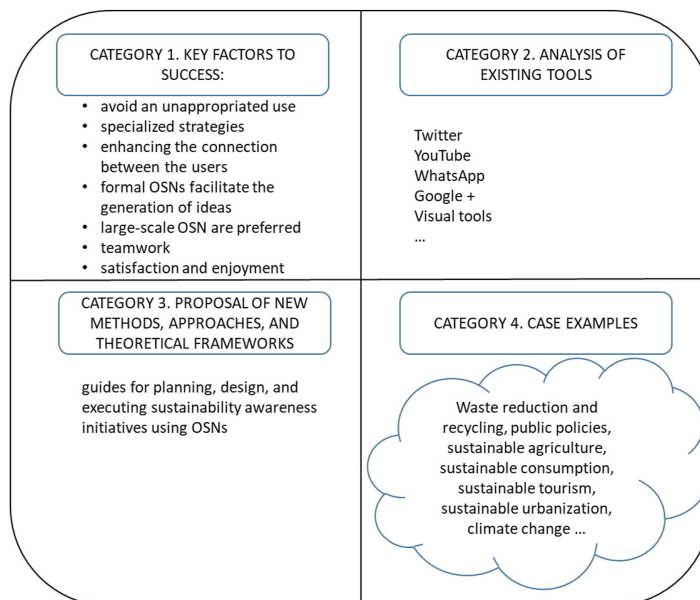 CATEGORY 1. KEY FACTORS TO
SUCCESS:
• avoid an unappropriated use
• specialized strategies
• enhancing the connection
between the users
• formal OSNs facilitate the
generation of ideas
• large-scale OSN are preferred
• teamwork
• satisfaction and enjoyment
CATEGORY 2. ANALYSIS OF
EXISTING TOOLS
Twitter
YouTube
WhatsApp
Google +
Visual tools
...
CATEGORY 3. PROPOSAL OF NEW
METHODS, APPROACHES, AND
THEORETICAL FRAMEWORKS
guides for planning, design, and
executing sustainability awareness
initiatives using OSNs
CATEGORY 4. CASE EXAMPLES
Waste reduction and
recycling, public policies,
sustainable agriculture,
sustainable consumption,
sustainable tourism,
sustainable urbanization,
climate change ...